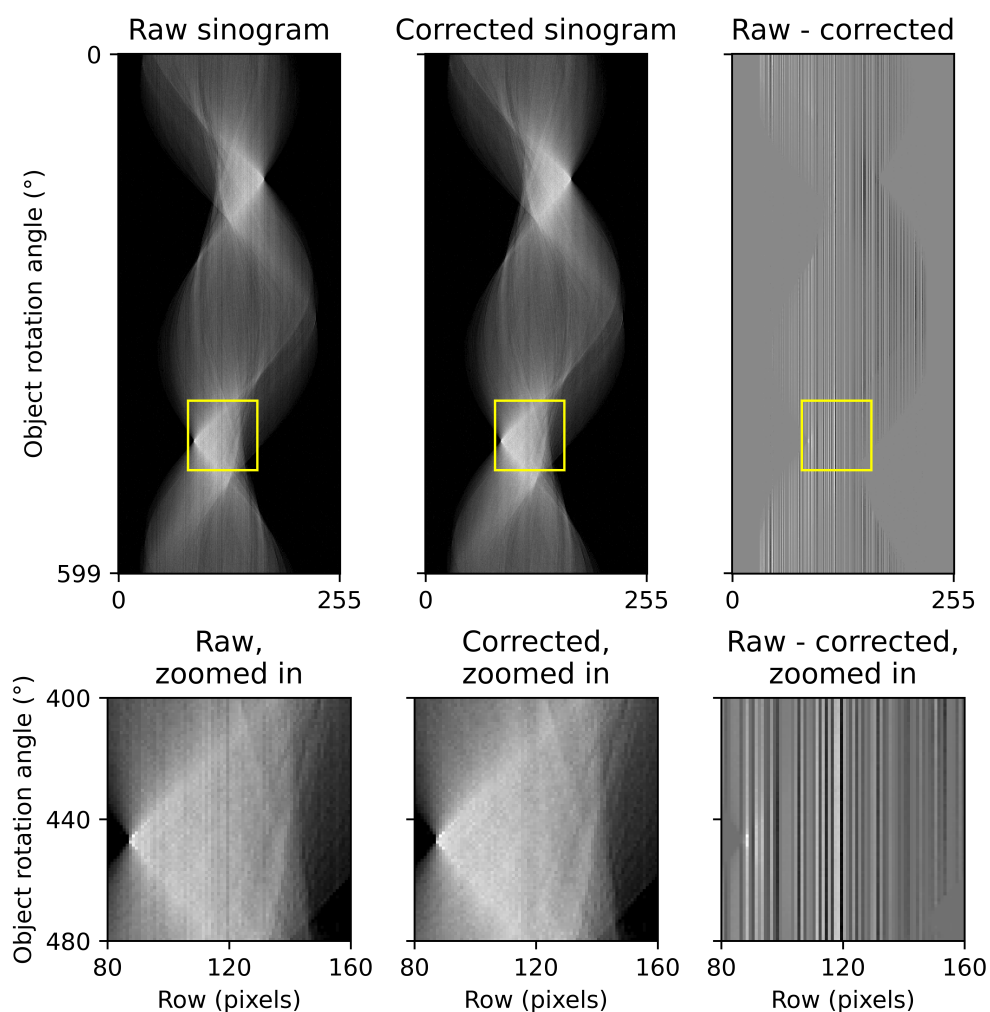 Raw sinogram
Corrected sinogram
Raw - corrected
Object rotation angle (°)
0
599
0
255
0
255
0
255
Raw,
zoomed in
Corrected,
zoomed in
Raw - corrected,
zoomed in
Object rotation angle (°)
400
440
480
80
120
160
80
120
160
80
120
160
Row (pixels)
Row (pixels)
Row (pixels)